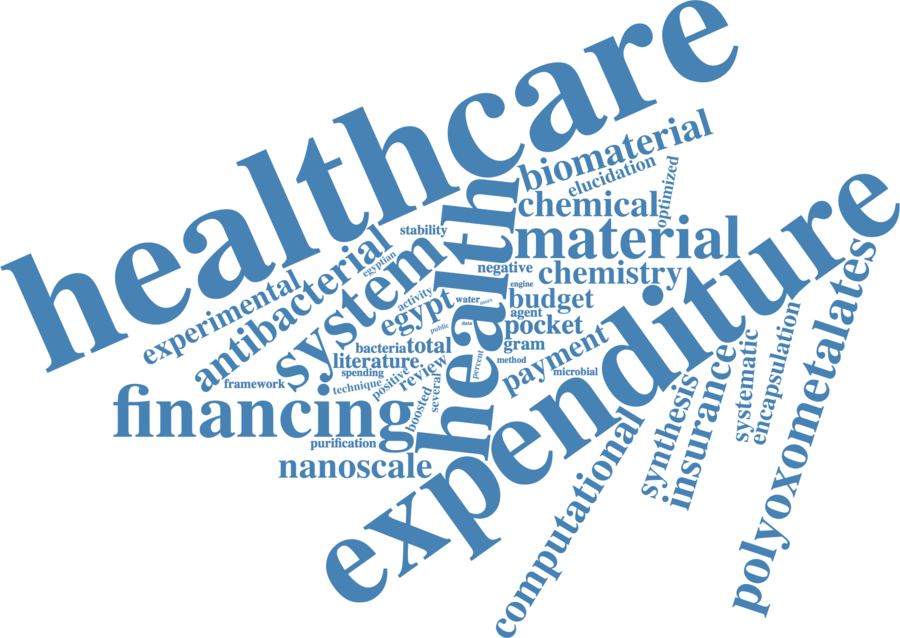 healthcare
biomaterial
elucidation
optimized
chemical
stability
health
material
antibacterial
egyptian
system
negative
chemistry
experimental
engine
expenditure
activity
water
budget
egypt
agent
public
data
pocket
polyoxometalates
bacteria
total
gram
payment
literature
percent
method
review
spending
microbial
framework
technique
positive
several
boosted
financing
purification
nanoscale
synthesis
insurance
systematic
encapsulation
computational